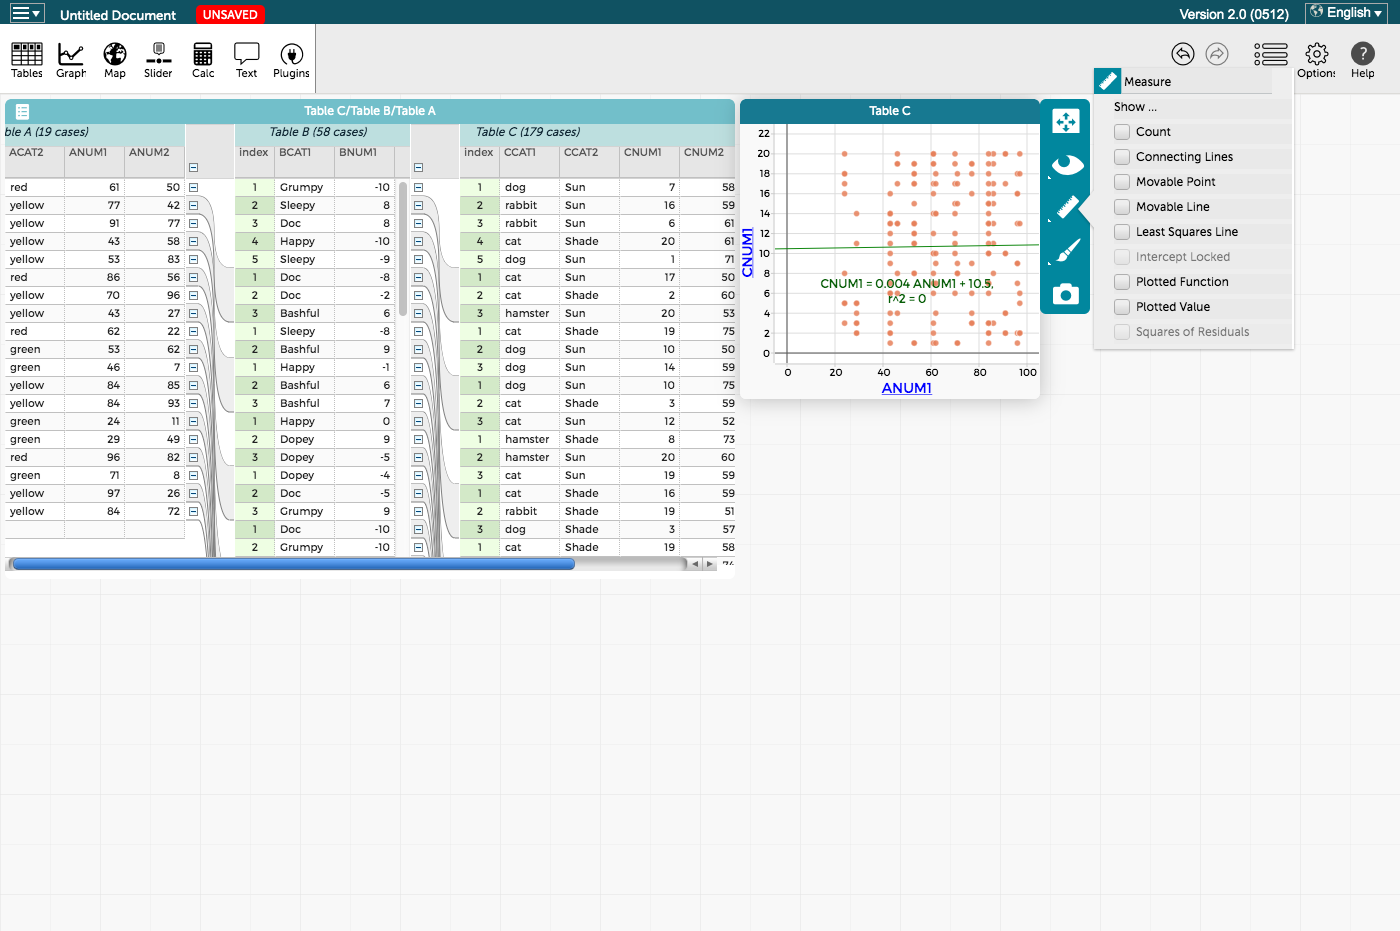 Untitled Document UNSAVED Version 2.0 (0512) English
Tables Graph Map Slider Calc Text Plugins Options Help
Table C/Table B/Table A
ble A (19 cases) Table B (58 cases) Table C (179 cases)
ACAT2 ANUM1 ANUM2 index BCAT1 BNUM1 index CCAT1 CCAT2 CNUM1 CNUM2
red 61 50 1 Grumpy -10 1 dog Sun 7 58
yellow 77 42 2 Sleepy 8 2 rabbit Sun 16 59
yellow 91 77 3 Doc 8 3 rabbit Sun 6 61
yellow 43 58 4 Happy -10 4 cat Shade 20 61
yellow 53 83 5 Sleepy -9 5 dog Sun 1 71
red 86 56 1 Doc -8 1 cat Sun 17 50
yellow 70 96 2 Doc -2 2 cat Shade 2 60
yellow 43 27 3 Bashful 6 3 hamster Sun 20 53
red 62 22 1 Sleepy -8 1 cat Shade 19 75
green 53 62 2 Bashful 9 2 dog Sun 10 50
green 46 7 1 Happy -1 3 dog Sun 14 59
yellow 84 85 2 Bashful 6 1 dog Sun 10 75
yellow 84 93 3 Bashful 7 2 cat Shade 3 59
green 24 11 1 Happy 0 3 cat Sun 12 52
green 29 49 2 Dopey 9 1 hamster Shade 8 73
red 96 82 3 Dopey -5 2 hamster Sun 20 60
green 71 8 1 Dopey -4 3 cat Sun 19 59
yellow 97 26 2 Doc -5 1 cat Shade 16 59
yellow 84 72 3 Grumpy 9 2 rabbit Shade 19 51
1 Doc -10 3 dog Shade 3 57
2 Grumpy -10 1 cat Shade 19 58
Table C
22
20
18
16
14
12
10
8
6
4
2
0
CNUM1
CNUM1 = 0.004 ANUM1 + 10.5,
r^2 = 0
0 20 40 60 80 100
ANUM1
Measure
Show ...
Count
Connecting Lines
Movable Point
Movable Line
Least Squares Line
Intercept Locked
Plotted Function
Plotted Value
Squares of Residuals